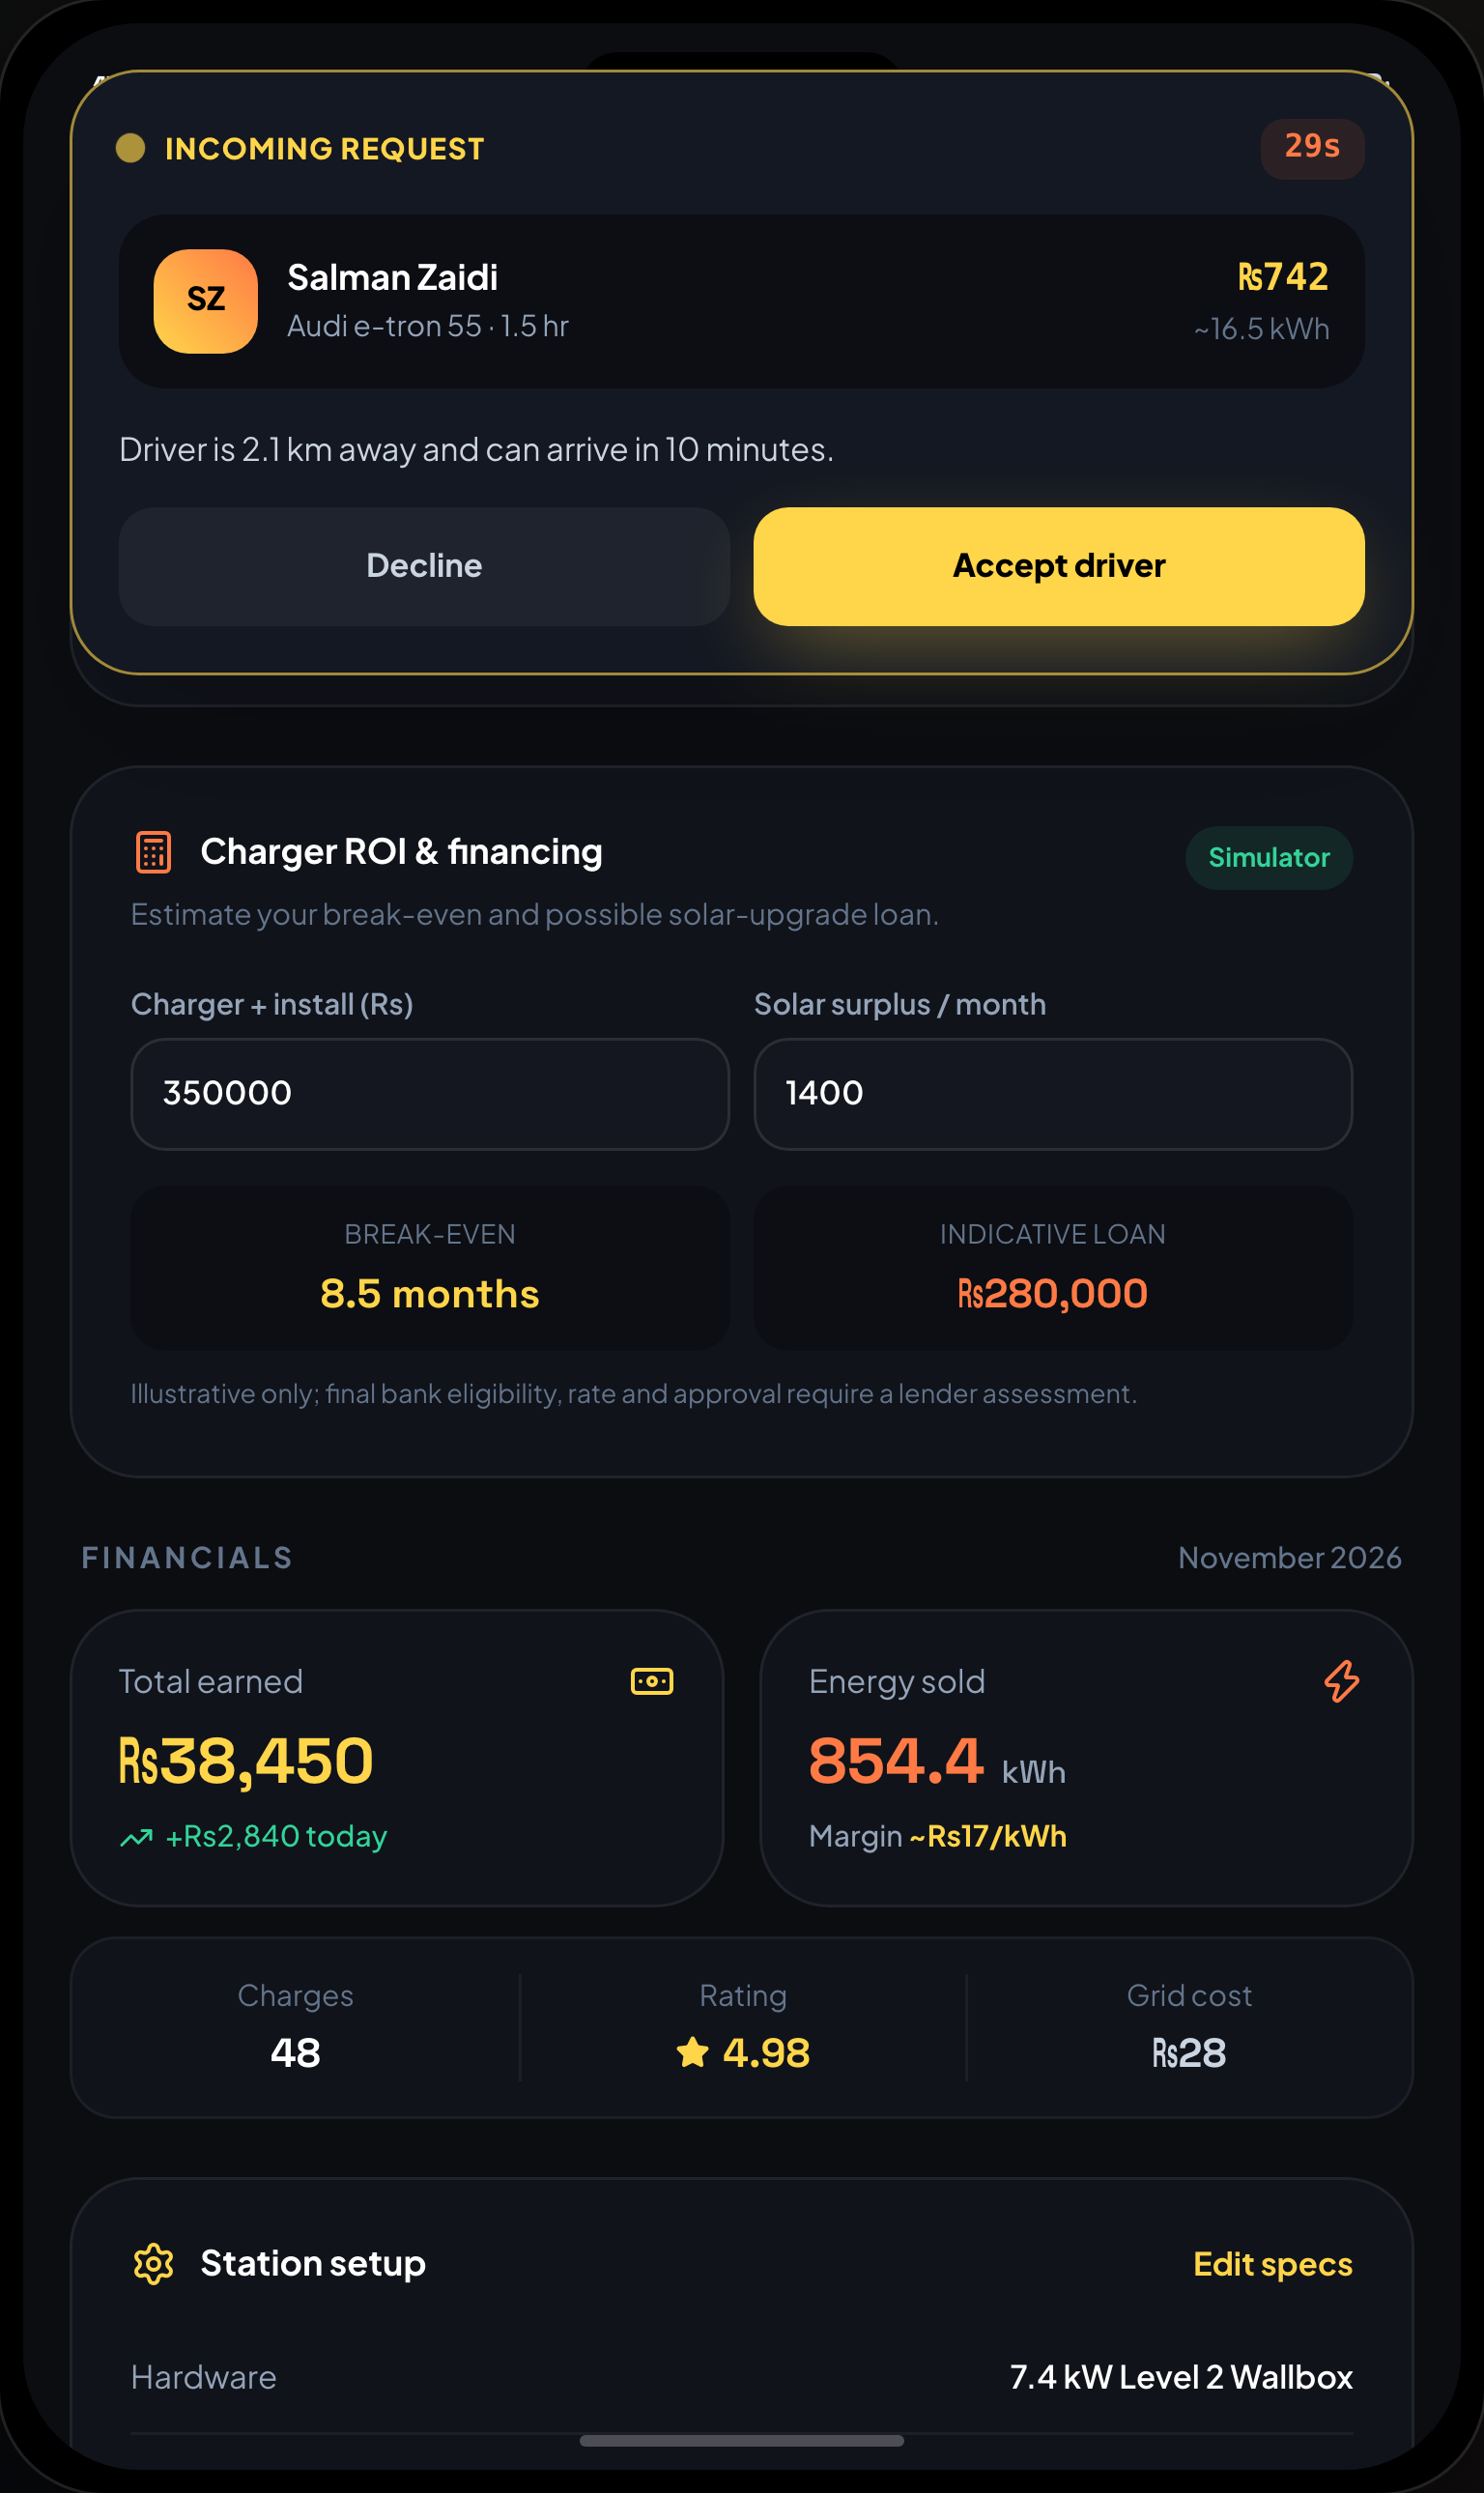 INCOMING REQUEST 29s
SZ
Salman Zaidi ₨742
Audi e-tron 55 · 1.5 hr ~16.5 kWh
Driver is 2.1 km away and can arrive in 10 minutes.
Decline Accept driver
Charger ROI & financing Simulator
Estimate your break-even and possible solar-upgrade loan.
Charger + install (Rs) Solar surplus / month
350000 1400
BREAK-EVEN INDICATIVE LOAN
8.5 months ₨280,000
Illustrative only; final bank eligibility, rate and approval require a lender assessment.
FINANCIALS November 2026
Total earned Energy sold
₨38,450 854.4 kWh
+Rs2,840 today Margin ~Rs17/kWh
Charges Rating Grid cost
48 4.98 ₨28
Station setup Edit specs
Hardware 7.4 kW Level 2 Wallbox